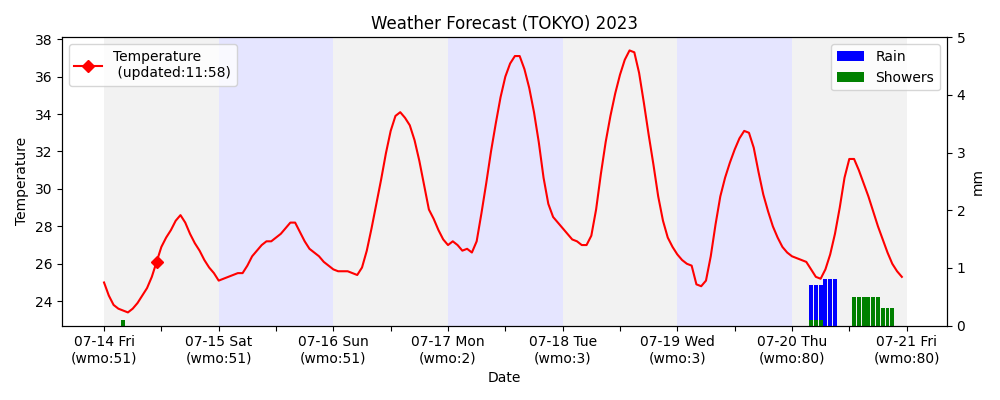 Weather Forecast (TOKYO) 2023
Temperature
(updated:11:58)
Rain
Showers
38
36
34
32
30
28
26
24
Temperature
5
4
3
2
1
0
mm
07-14 Fri 07-15 Sat 07-16 Sun 07-17 Mon 07-18 Tue 07-19 Wed 07-20 Thu 07-21 Fri
(wmo:51) (wmo:51) (wmo:51) (wmo:2) (wmo:3) (wmo:3) (wmo:80) (wmo:80)
Date